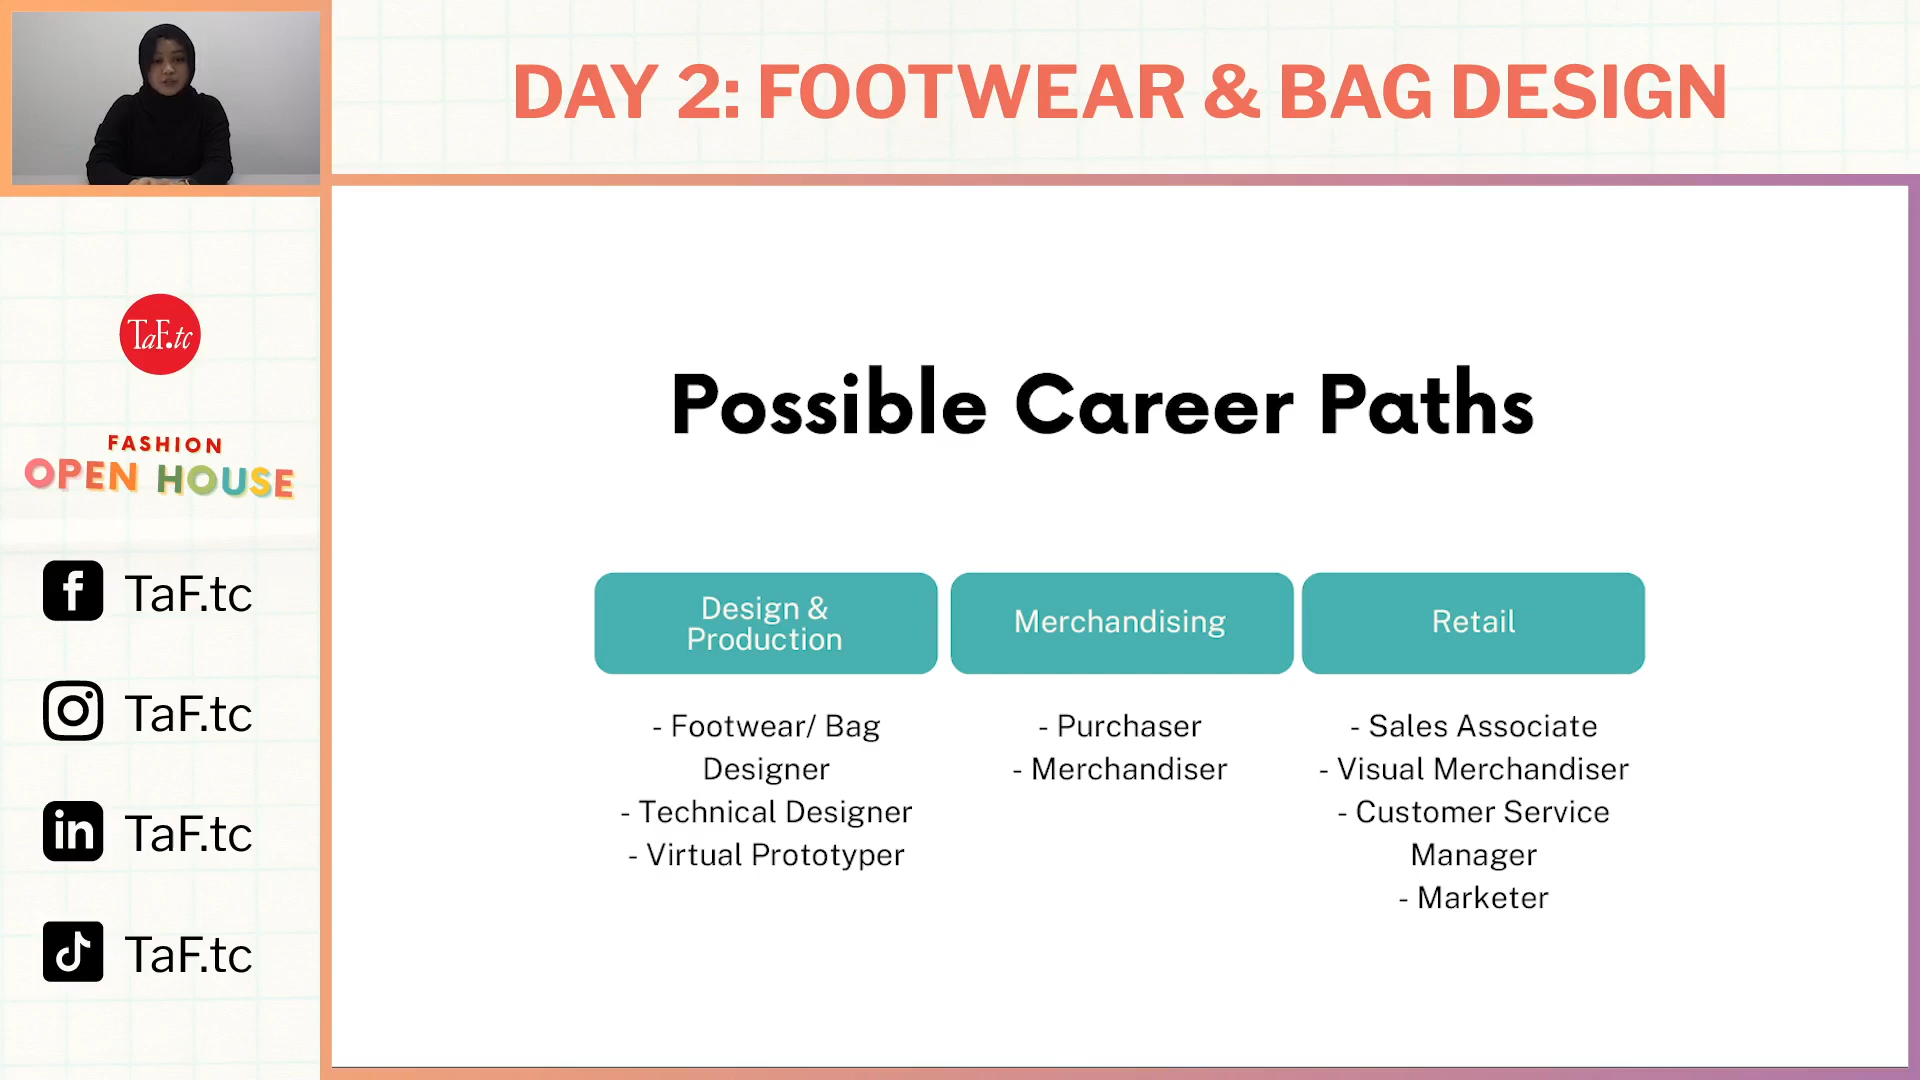 DAY 2: FOOTWEAR & BAG DESIGN
TaF.tc
FASHION
OPEN HOUSE
TaF.tc
TaF.tc
TaF.tc
TaF.tc
Possible Career Paths
Design &
Production
- Footwear/ Bag
Designer
- Technical Designer
- Virtual Prototyper
Merchandising
- Purchaser
- Merchandiser
Retail
- Sales Associate
- Visual Merchandiser
- Customer Service
Manager
- Marketer